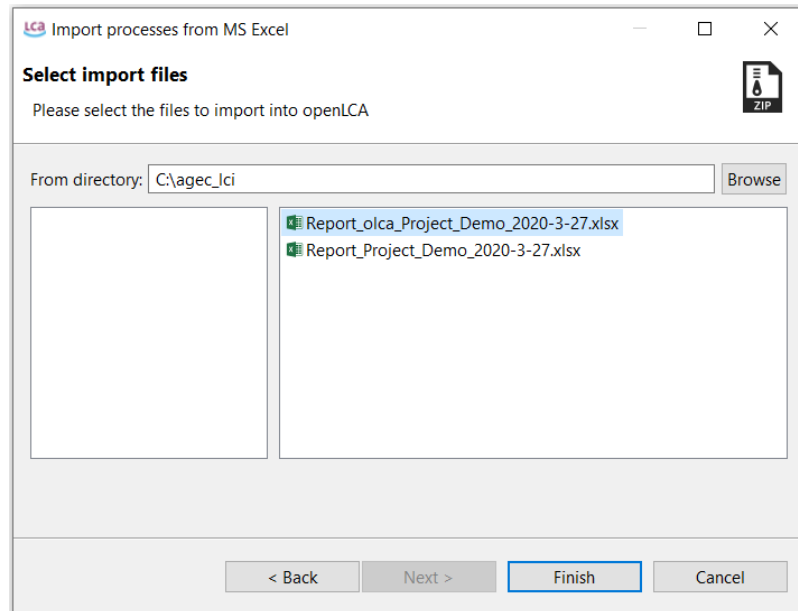 LCA Import processes from MS Excel
Select import files
Please select the files to import into openLCA
ZIP
From directory: C:\agec_lci Browse
Report_olca_Project_Demo_2020-3-27.xlsx
Report_Project_Demo_2020-3-27.xlsx
< Back Next > Finish Cancel